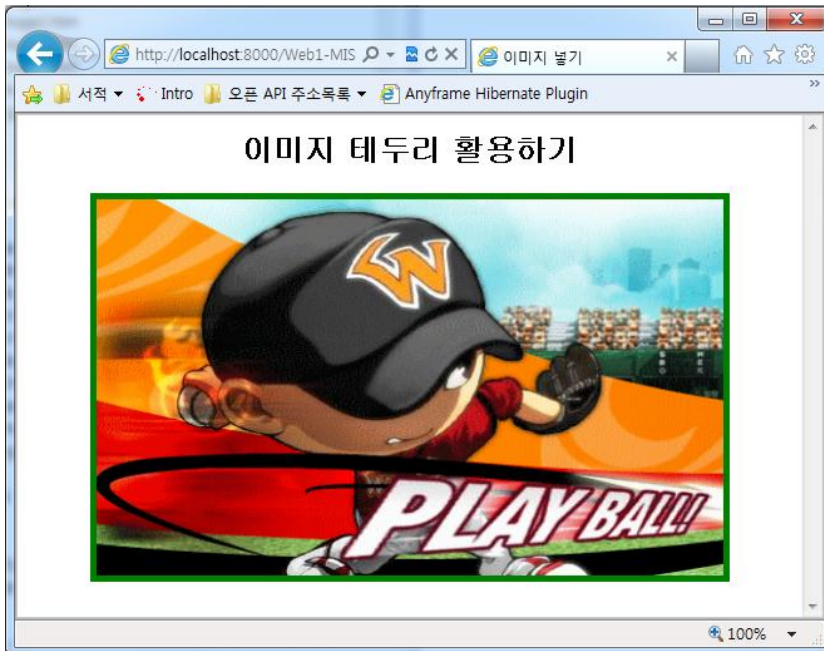 http://localhost:8000/Web1-MIS
이미지 넣기
서적
Intro
오픈 API 주소목록
Anyframe Hibernate Plugin
이미지 테두리 활용하기
W
PLAY BALL!
100%